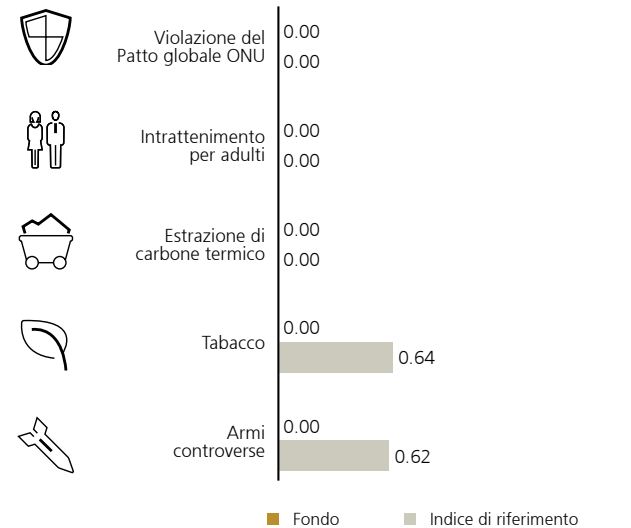 Violazione del
Patto globale ONU
0.00
0.00
Intrattenimento
per adulti
0.00
0.00
Estrazione di
carbone termico
0.00
0.00
Tabacco
0.00
0.64
Armi
controverse
0.00
0.62
Fondo Indice di riferimento